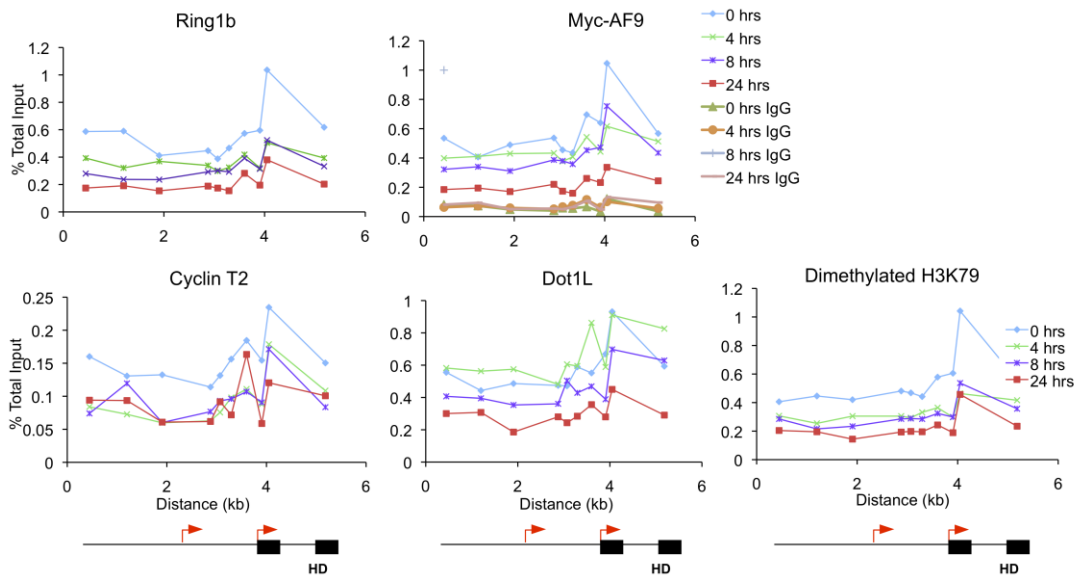 Ring1b
Myc-AF9
0 hrs
4 hrs
8 hrs
24 hrs
0 hrs IgG
4 hrs IgG
8 hrs IgG
24 hrs IgG
% Total Input
1.2
1
0.8
0.6
0.4
0.2
0
0 2 4 6
1.2
1
0.8
0.6
0.4
0.2
0
0 2 4 6
Cyclin T2
Dot1L
Dimethylated H3K79
% Total Input
0.25
0.20
0.15
0.10
0.05
0
0 2 4 6
Distance (kb)
1
0.8
0.6
0.4
0.2
0
0 2 4 6
Distance (kb)
1.2
1
0.8
0.6
0.4
0.2
0
0 2 4 6
Distance (kb)
0 hrs
4 hrs
8 hrs
24 hrs
HD
HD
HD